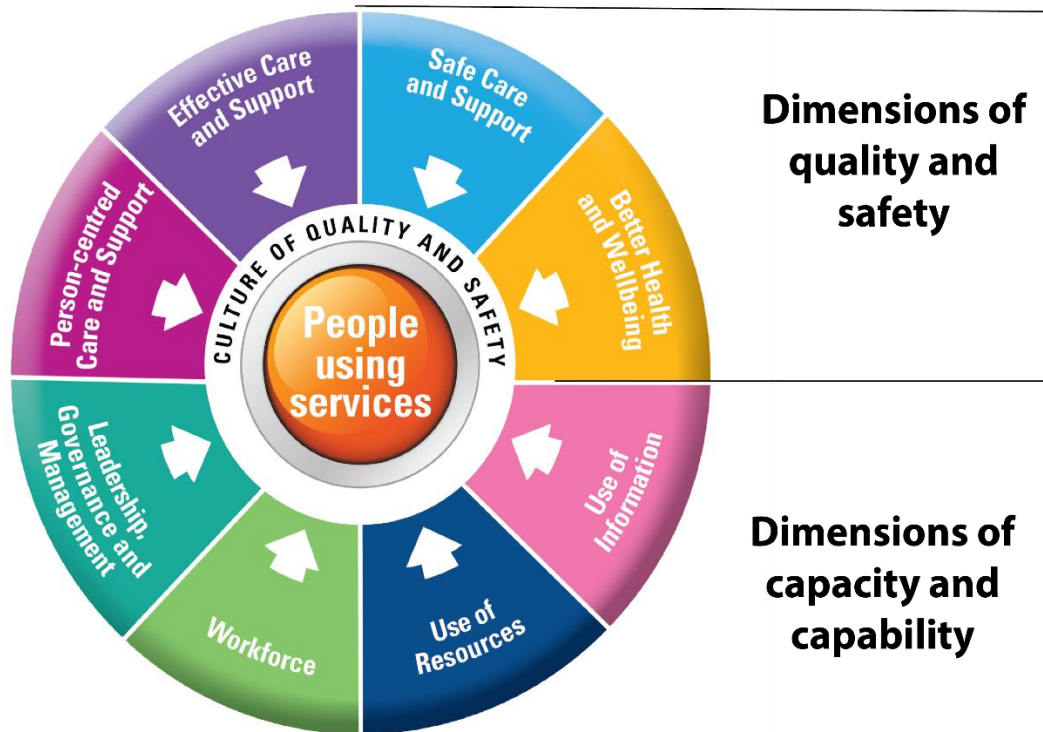 Effective Care
and Support
Safe Care
and Support
Better Health
and Wellbeing
Person-centred
Care and Support
CULTURE OF QUALITY AND SAFETY
People
using
services
Leadership,
Governance and
Management
Workforce
Use of
Resources
Use of
Information
Dimensions of
quality and
safety
Dimensions of
capacity and
capability